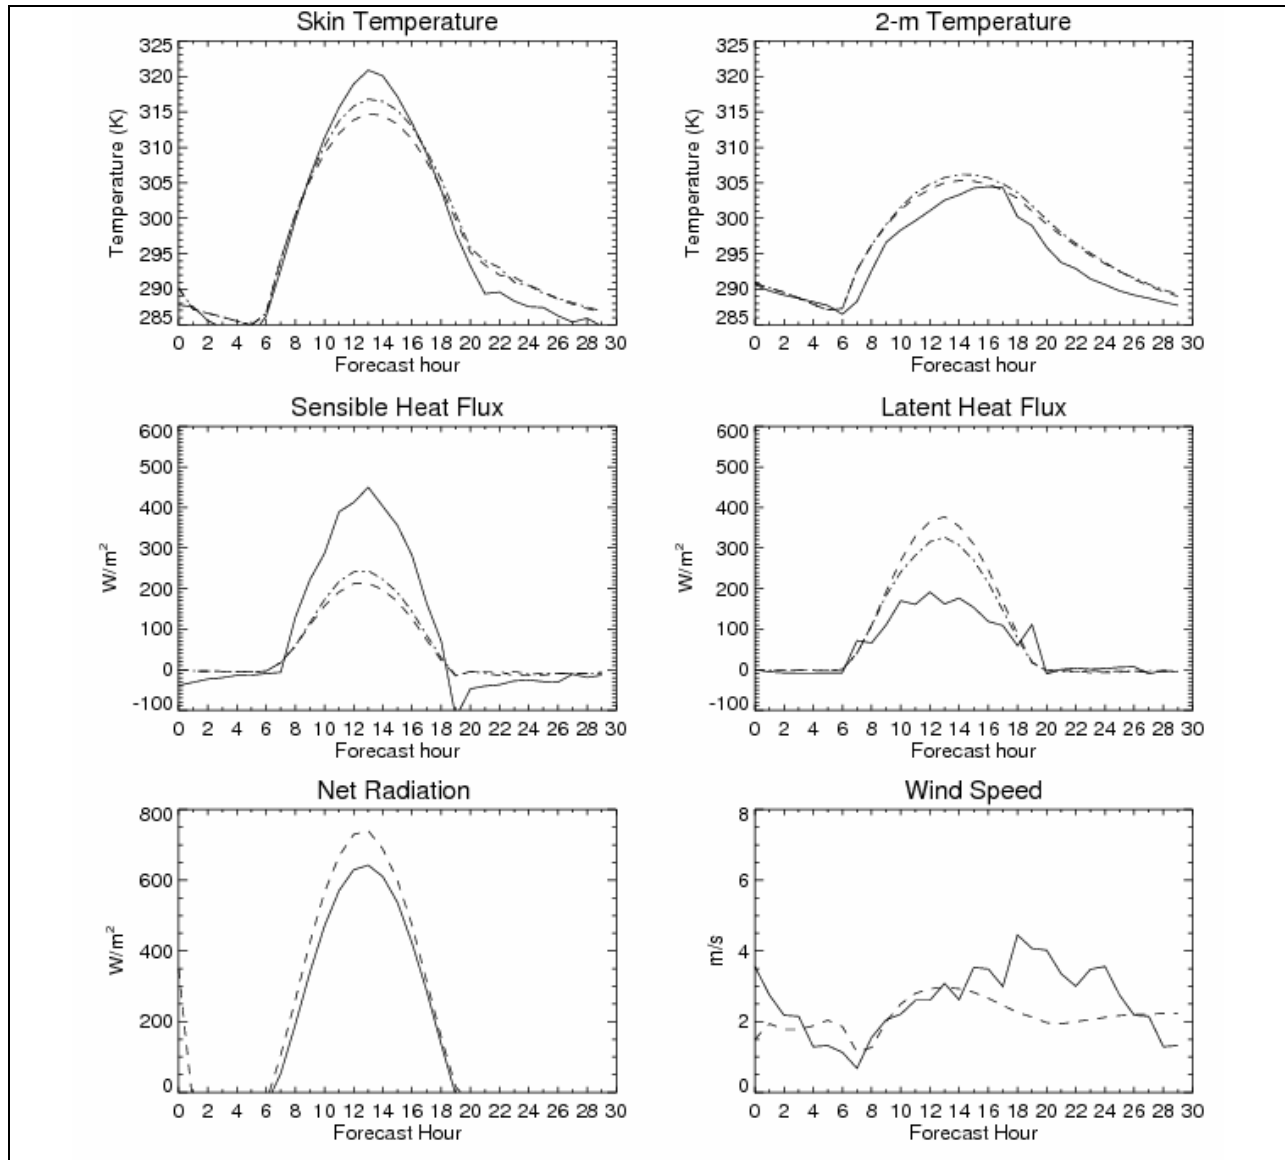 Skin Temperature
325
320
315
310
305
300
295
290
285
Temperature (K)
0 2 4 6 8 10 12 14 16 18 20 22 24 26 28 30
Forecast hour
2-m Temperature
325
320
315
310
305
300
295
290
285
Temperature (K)
0 2 4 6 8 10 12 14 16 18 20 22 24 26 28 30
Forecast hour
Sensible Heat Flux
600
500
400
300
200
100
0
-100
W/m²
0 2 4 6 8 10 12 14 16 18 20 22 24 26 28 30
Forecast hour
Latent Heat Flux
600
500
400
300
200
100
0
-100
W/m²
0 2 4 6 8 10 12 14 16 18 20 22 24 26 28 30
Forecast hour
Net Radiation
800
600
400
200
0
W/m²
0 2 4 6 8 10 12 14 16 18 20 22 24 26 28 30
Forecast Hour
Wind Speed
8
6
4
2
0
m/s
0 2 4 6 8 10 12 14 16 18 20 22 24 26 28 30
Forecast Hour